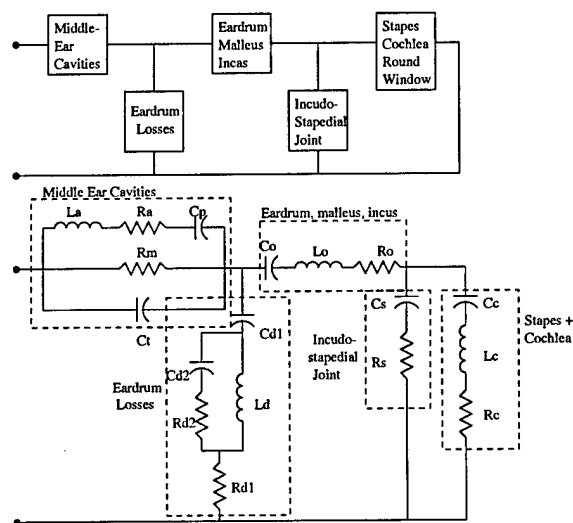 Middle-
Ear
Cavities
Eardrum
Malleus
Incas
Stapes
Cochlea
Round
Window
Eardrum
Losses
Incudo-
Stapedial
Joint
Middle Ear Cavities
La
Ra
Cp
Rm
Ct
Eardrum, malleus, incus
Co
Lo
Ro
Cd1
Cd2
Ld
Rd2
Rd1
Eardrum
Losses
Cs
Rs
Incudo-
stapedial
Joint
Cc
Lc
Rc
Stapes +
Cochlea